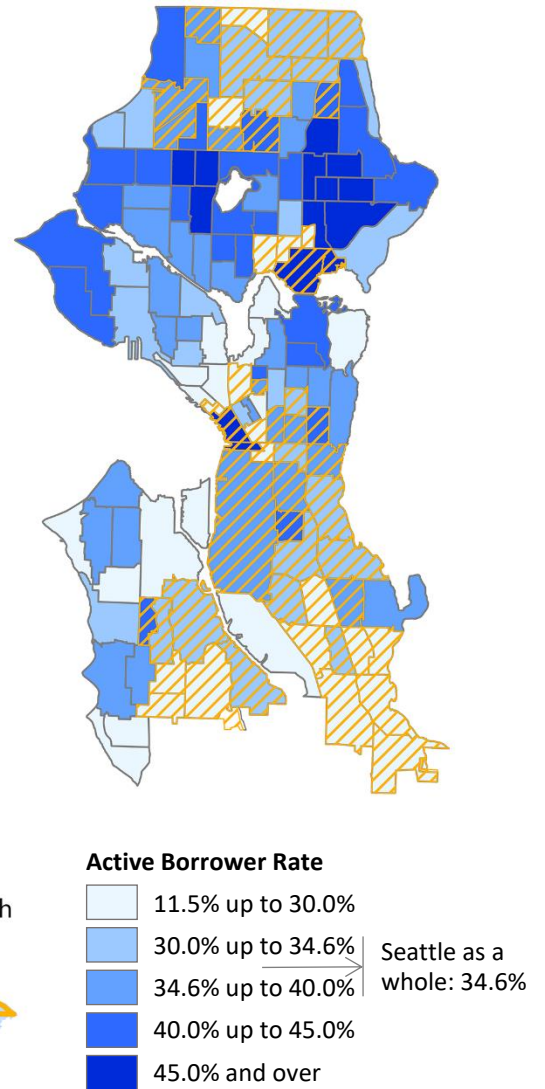 Active Borrower Rate
11.5% up to 30.0%
30.0% up to 34.6%
34.6% up to 40.0%
40.0% up to 45.0%
45.0% and over
Seattle as a
whole: 34.6%
h